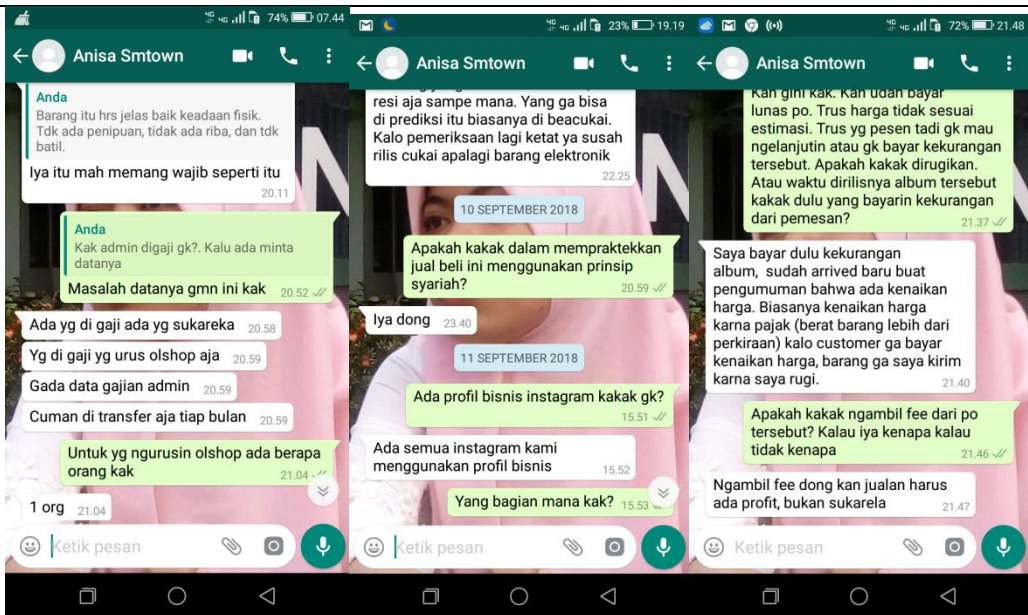 4G 4G 74% 07.44
Anisa Smtown
Anda
Barang itu hrs jelas baik keadaan fisik.
Tdk ada penipuan, tidak ada riba, dan tdk
batil.
Iya itu mah memang wajib seperti itu
20.11
Anda
Kak admin digaji gk?. Kalu ada minta
datanya
Masalah datanya gmn ini kak 20.52
Ada yg di gaji ada yg sukareka 20.58
Yg di gaji yg urus olshop aja 20.59
Gada data gajian admin 20.59
Cuman di transfer aja tiap bulan 20.59
Untuk yg ngurusin olshop ada berapa
orang kak 21.04
1 org 21.04
Ketik pesan
4G 4G 23% 19.19
Anisa Smtown
resi aja sampe mana. Yang ga bisa
di prediksi itu biasanya di beacukai.
Kalo pemeriksaan lagi ketat ya susah
rilis cukai apalagi barang elektronik
22.25
10 SEPTEMBER 2018
Apakah kakak dalam mempraktekkan
jual beli ini menggunakan prinsip
syariah? 20.59
Iya dong 23.40
11 SEPTEMBER 2018
Ada profil bisnis instagram kakak gk?
15.51
Ada semua instagram kami
menggunakan profil bisnis 15.52
Yang bagian mana kak? 15.53
Ketik pesan
4G 4G 72% 21.48
Anisa Smtown
Kan gini kak. Kan udan bayar
lunas po. Trus harga tidak sesuai
estimasi. Trus yg pesen tadi gk mau
ngelanjutin atau gk bayar kekurangan
tersebut. Apakah kakak dirugikan.
Atau waktu dirilisnya album tersebut
kakak dulu yang bayarin kekurangan
dari pemesan? 21.37
Saya bayar dulu kekurangan
album, sudah arrived baru buat
pengumuman bahwa ada kenaikan
harga. Biasanya kenaikan harga
karna pajak (berat barang lebih dari
perkiraan) kalo customer ga bayar
kenaikan harga, barang ga saya kirim
karna saya rugi. 21.40
Apakah kakak ngambil fee dari po
tersebut? Kalau iya kenapa kalau
tidak kenapa 21.46
Ngambil fee dong kan jualan harus
ada profit, bukan sukarela 21.47
Ketik pesan